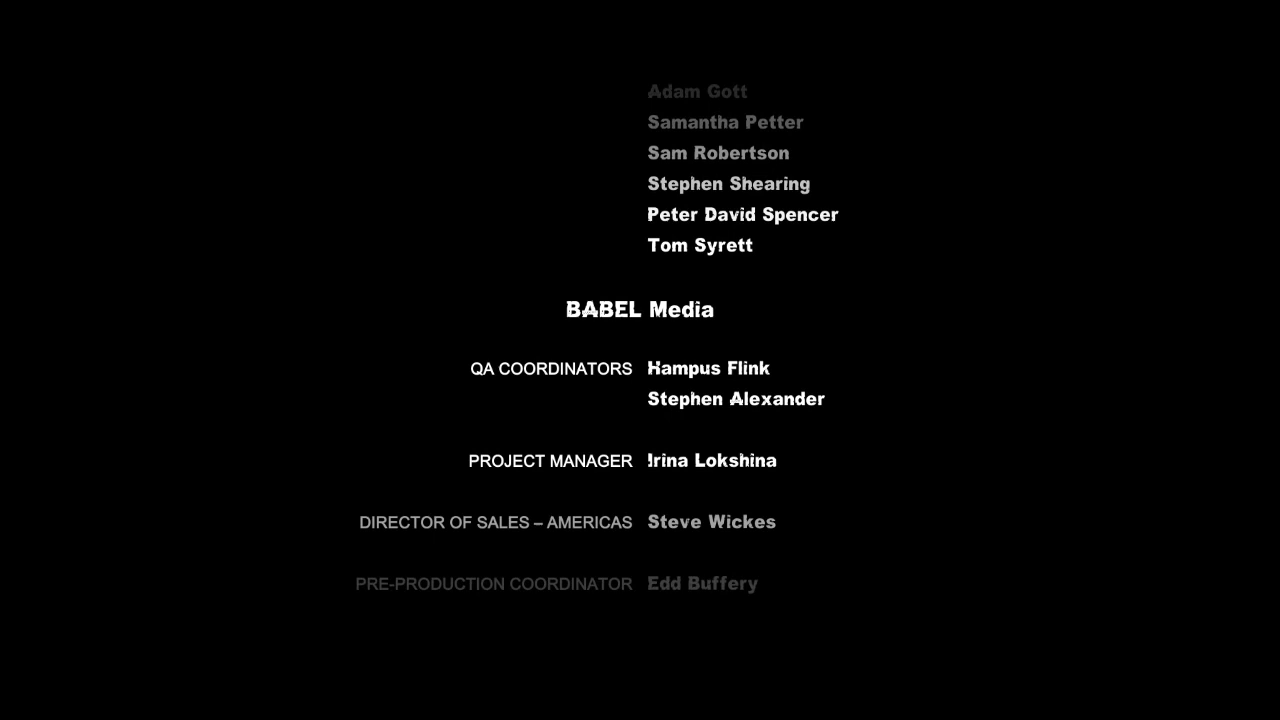 Adam Gott
Samantha Petter
Sam Robertson
Stephen Shearing
Peter David Spencer
Tom Syrett
BABEL Media
QA COORDINATORS Hampus Flink
Stephen Alexander
PROJECT MANAGER Irina Lokshina
DIRECTOR OF SALES – AMERICAS Steve Wickes
PRE-PRODUCTION COORDINATOR Edd Buffery